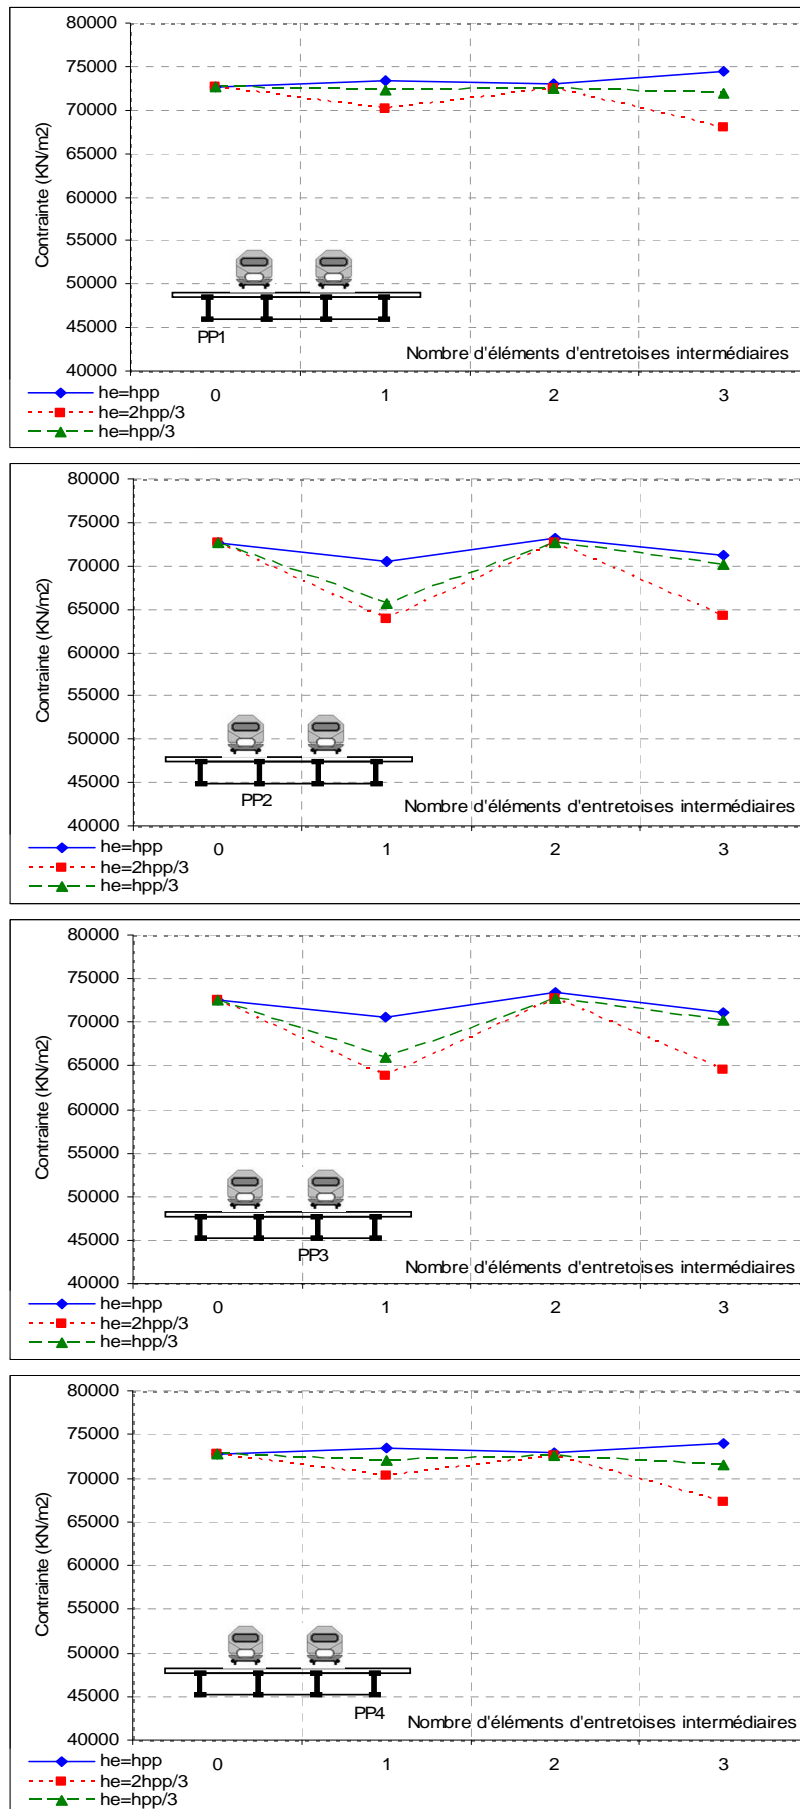 80000
75000
70000
65000
60000
55000
50000
45000
40000
Contrainte (KN/m2)
PP1
Nombre d'éléments d'entretoises intermédiaires
0 1 2 3
he=hpp
he=2hpp/3
he=hpp/3
80000
75000
70000
65000
60000
55000
50000
45000
40000
Contrainte (KN/m2)
PP2
Nombre d'éléments d'entretoises intermédiaires
0 1 2 3
he=hpp
he=2hpp/3
he=hpp/3
80000
75000
70000
65000
60000
55000
50000
45000
40000
Contrainte (KN/m2)
PP3
Nombre d'éléments d'entretoises intermédiaires
0 1 2 3
he=hpp
he=2hpp/3
he=hpp/3
80000
75000
70000
65000
60000
55000
50000
45000
40000
Contrainte (KN/m2)
PP4
Nombre d'éléments d'entretoises intermédiaires
0 1 2 3
he=hpp
he=2hpp/3
he=hpp/3